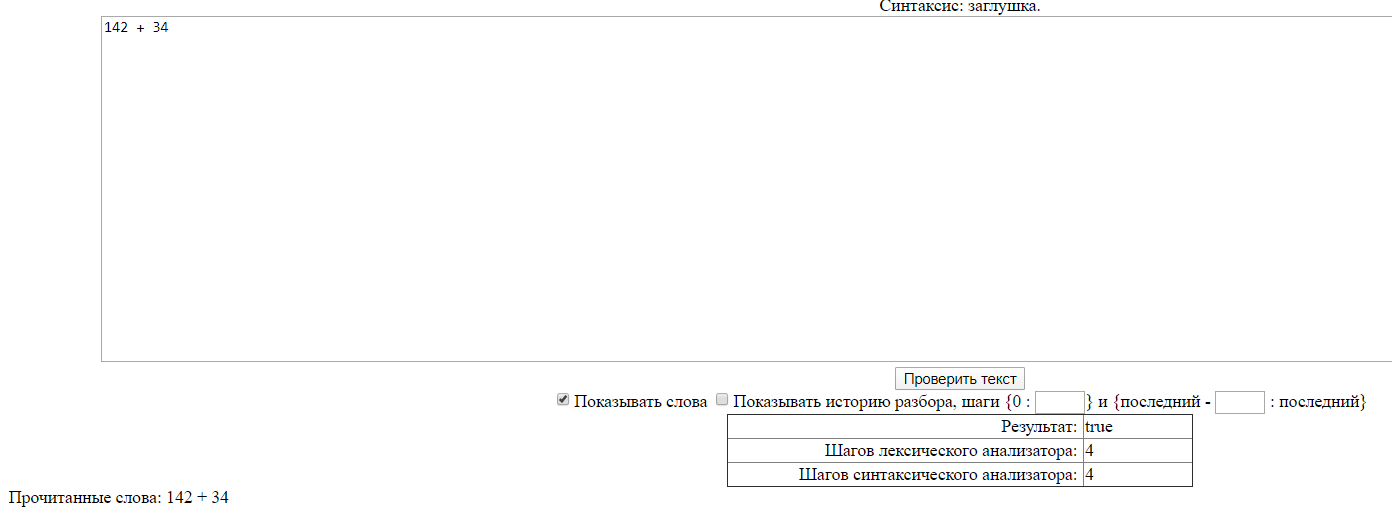 Синтаксис: заглушка.
142 + 34
Проверить текст
Показывать слова Показывать историю разбора, шаги {0 : } и {последний - : последний}
Результат: true
Шагов лексического анализатора: 4
Шагов синтаксического анализатора: 4
Прочитанные слова: 142 + 34